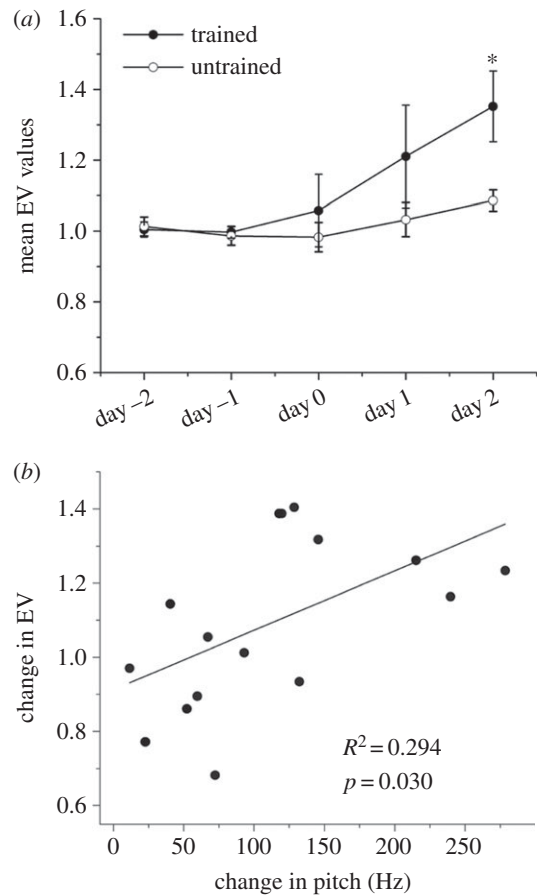 (a)
1.6
trained
untrained
*
1.4
1.2
1.0
0.8
0.6
mean EV values
day −2
day −1
day 0
day 1
day 2
(b)
1.4
1.2
1.0
0.8
0.6
change in EV
R² = 0.294
p = 0.030
0
50
100
150
200
250
change in pitch (Hz)